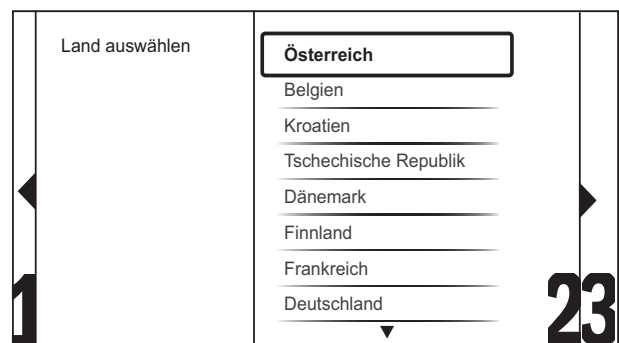 Land auswählen
Österreich
Belgien
Kroatien
Tschechische Republik
Dänemark
Finnland
Frankreich
Deutschland
1
23